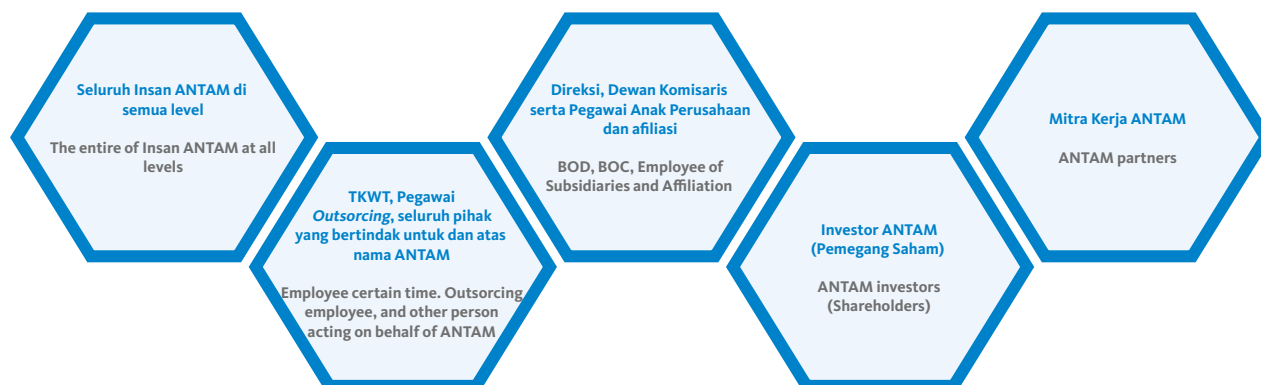 Seluruh Insan ANTAM di
semua level
The entire of Insan ANTAM at all
levels
TKWT, Pegawai
Outsorcing, seluruh pihak
yang bertindak untuk dan atas
nama ANTAM
Employee certain time. Outsorcing
employee, and other person
acting on behalf of ANTAM
Direksi, Dewan Komisaris
serta Pegawai Anak Perusahaan
dan afiliasi
BOD, BOC, Employee of
Subsidiaries and Affiliation
Investor ANTAM
(Pemegang Saham)
ANTAM investors
(Shareholders)
Mitra Kerja ANTAM
ANTAM partners